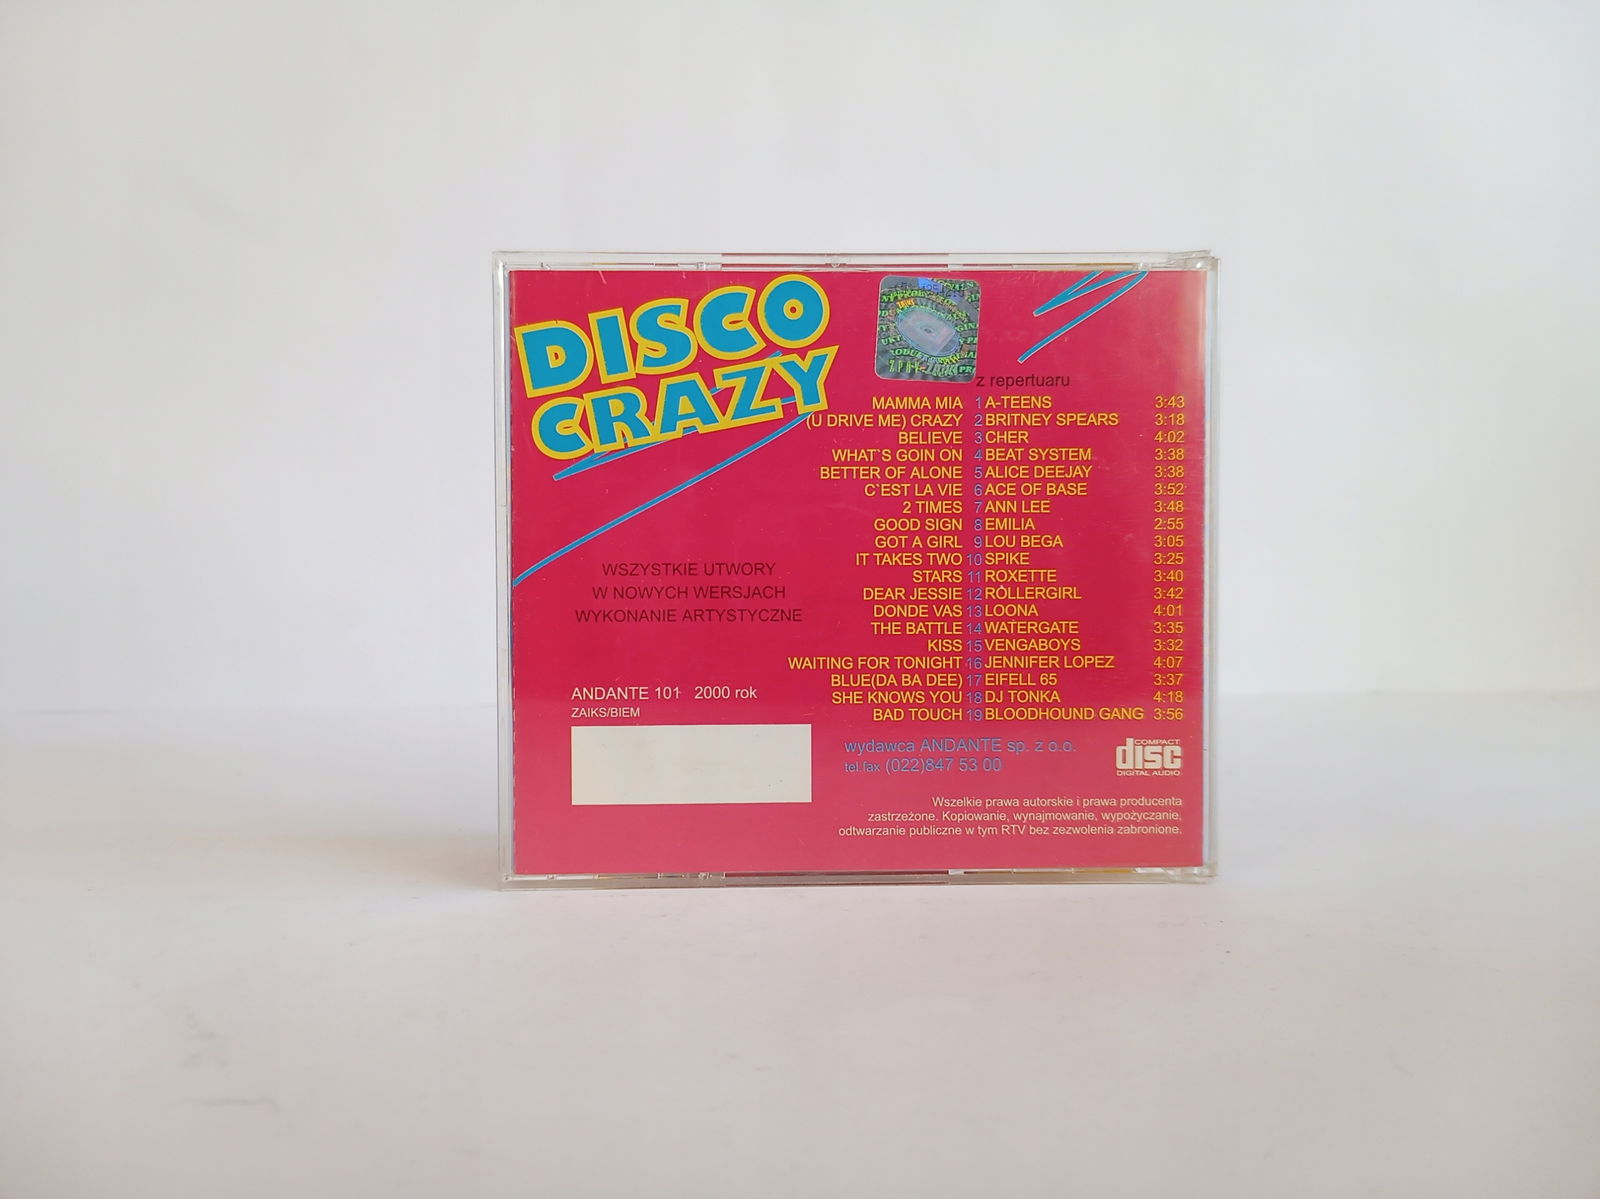 DISCO
CRAZY
z repertuaru
MAMMA MIA 1 A-TEENS 3:43
(U DRIVE ME) CRAZY 2 BRITNEY SPEARS 3:18
BELIEVE 3 CHER 4:02
WHAT`S GOIN ON 4 BEAT SYSTEM 3:38
BETTER OF ALONE 5 ALICE DEEJAY 3:38
C`EST LA VIE 6 ACE OF BASE 3:52
2 TIMES 7 ANN LEE 3:48
GOOD SIGN 8 EMILIA 2:55
GOT A GIRL 9 LOU BEGA 3:05
IT TAKES TWO 10 SPIKE 3:25
STARS 11 ROXETTE 3:40
DEAR JESSIE 12 ROLLERGIRL 3:42
DONDE VAS 13 LOONA 4:01
THE BATTLE 14 WATERGATE 3:35
KISS 15 VENGABOYS 3:32
WAITING FOR TONIGHT 16 JENNIFER LOPEZ 4:07
BLUE(DA BA DEE) 17 EIFELL 65 3:37
SHE KNOWS YOU 18 DJ TONKA 4:18
BAD TOUCH 19 BLOODHOUND GANG 3:56
WSZYSTKIE UTWORY
W NOWYCH WERSJACH
WYKONANIE ARTYSTYCZNE
ANDANTE 101 2000 rok
ZAIKS/BIEM
wydawca ANDANTE sp. z o.o.
tel.fax (022)847 53 00
COMPACT
disc
DIGITAL AUDIO
Wszelkie prawa autorskie i prawa producenta
zastrzeżone. Kopiowanie, wynajmowanie, wypożyczanie,
odtwarzanie publiczne w tym RTV bez zezwolenia zabronione.